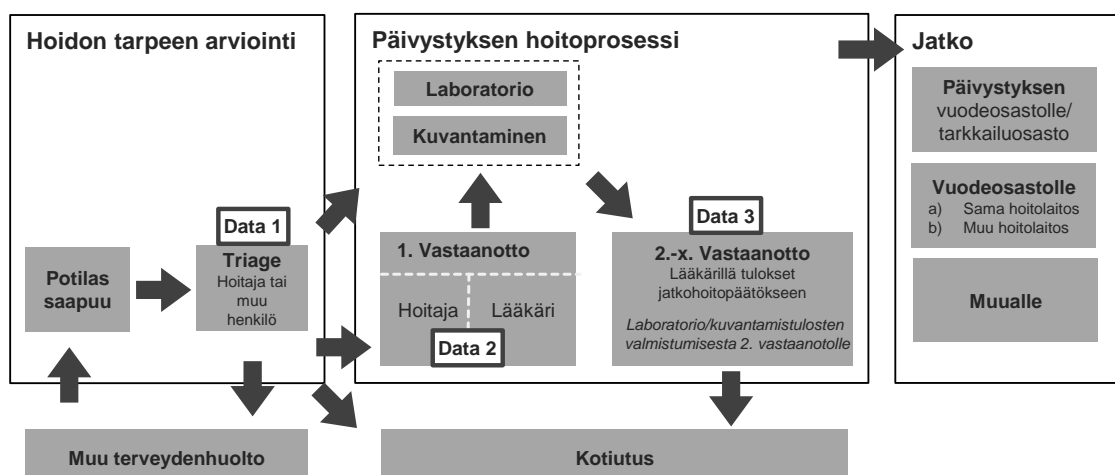 Hoidon tarpeen arviointi
Data 1
Triage
Hoitaja tai
muu
henkilö
Potilas
saapuu
Päivystyksen hoitoprosessi
Laboratorio
Kuvantaminen
1. Vastaanotto
Hoitaja
Lääkäri
Data 2
Data 3
2.-x. Vastaanotto
Lääkärillä tulokset
jatkohoitopäätökseen
Laboratorio/kuvantamistulosten
valmistumisesta 2. vastaanotolle
Jatko
Päivystyksen
vuodeosastolle/
tarkkailuosasto
Vuodeosastolle
a) Sama hoitolaitos
b) Muu hoitolaitos
Muualle
Muu terveydenhuolto
Kotiutus